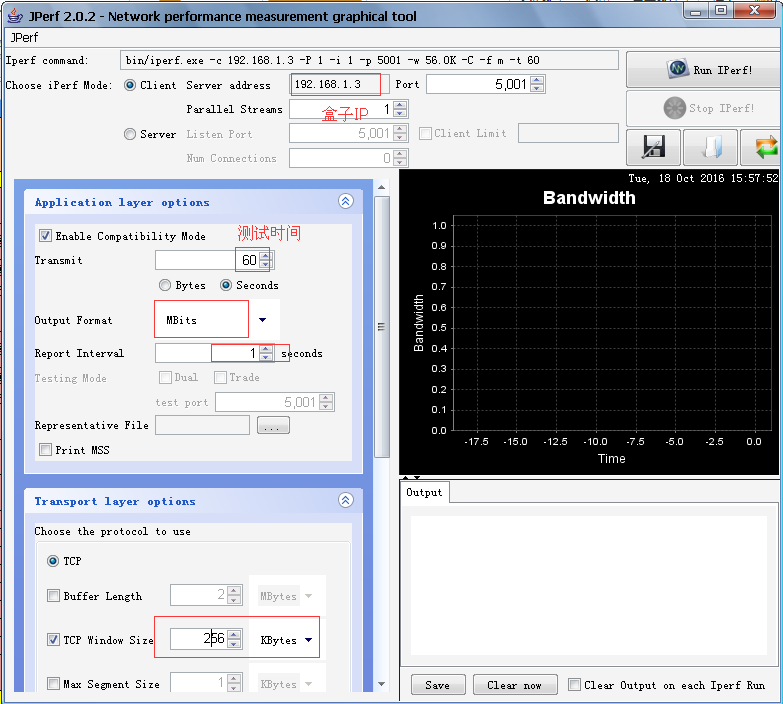 JPerf 2.0.2 - Network performance measurement graphical tool
JPerf
Iperf command:
bin/iperf.exe -c 192.168.1.3 -P 1 -i 1 -p 5001 -w 56.0K -C -f m -t 60
Choose iPerf Mode:
Client
Server address
192.168.1.3
Port
5,001
Parallel Streams
1
盒子IP
Server
Listen Port
5,001
Client Limit
Num Connections
0
Run IPerf!
Stop IPerf!
Application layer options
Enable Compatibility Mode
测试时间
Transmit
60
Bytes
Seconds
Output Format
MBits
Report Interval
1
seconds
Testing Mode
Dual
Trade
test port
5,001
Representative File
...
Print MSS
Transport layer options
Choose the protocol to use
TCP
Buffer Length
2
MBytes
TCP Window Size
256
KBytes
Max Segment Size
1
KBytes
Tue, 18 Oct 2016 15:57:52
Bandwidth
1.0
0.9
0.8
0.7
0.6
0.5
0.4
0.3
0.2
0.1
0.0
Bandwidth
-17.5 -15.0 -12.5 -10.0 -7.5 -5.0 -2.5 0.0
Time
Output
Save
Clear now
Clear Output on each Iperf Run